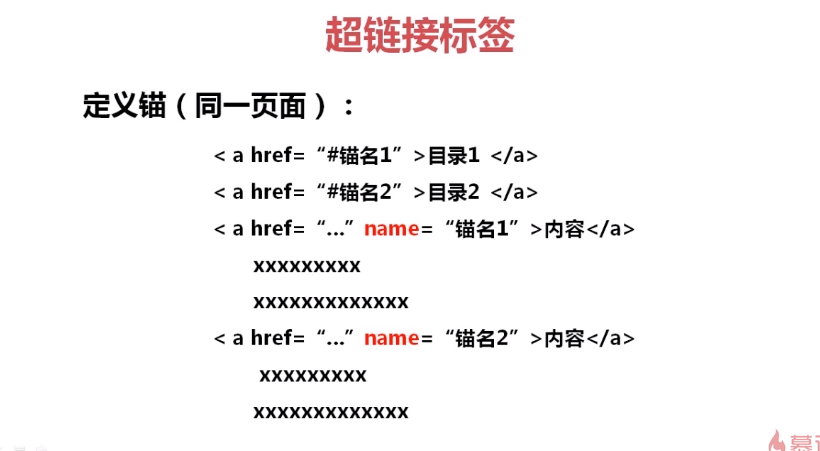 超链接标签
定义锚（同一页面）：
< a href=“#锚名1” >目录1 </a>
< a href=“#锚名2” >目录2 </a>
< a href=“...” name=“锚名1” >内容</a>
xxxxxxxxx
xxxxxxxxxxxxx
< a href=“...” name=“锚名2” >内容</a>
xxxxxxxxx
xxxxxxxxxxxxx
慕